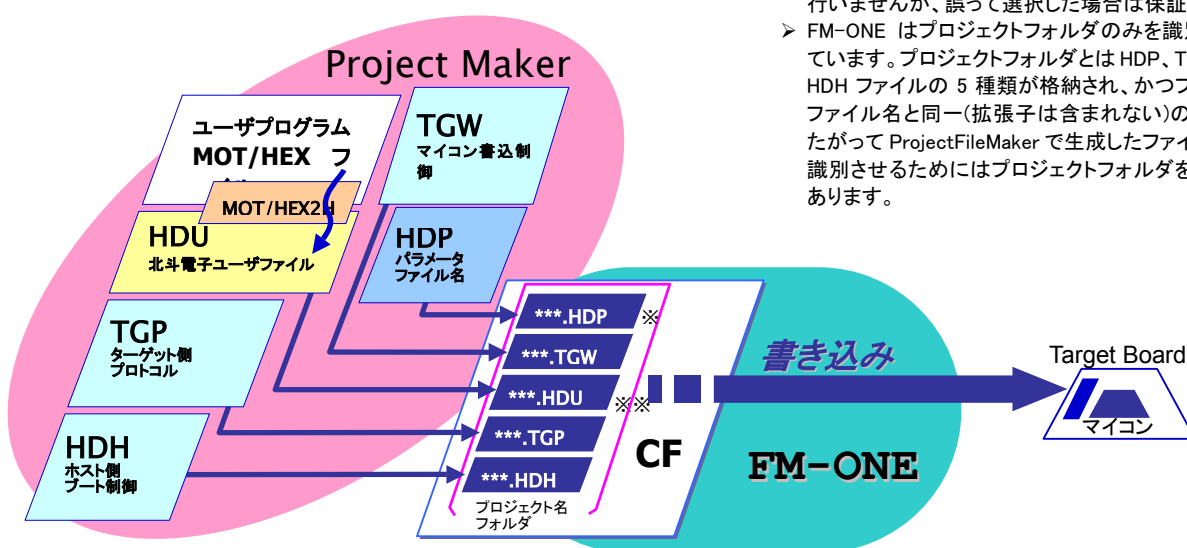 行いませんが、誤って選択した場合は保証
➢ FM-ONE はプロジェクトフォルダのみを識
ています。プロジェクトフォルダとは HDP、T
HDH ファイルの 5 種類が格納され、かつフ
ファイル名と同一(拡張子は含まれない)の
たがって ProjectFileMaker で生成したファイ
識別させるためにはプロジェクトフォルダを
あります。
Project Maker
ユーザプログラム
MOT/HEX フ
MOT/HEX2H
TGW
マイコン書込制
御
HDU
北斗電子ユーザファイル
HDP
パラメータ
ファイル名
TGP
ターゲット側
プロトコル
HDH
ホスト側
ブート制御
***.HDP ※
***.TGW
***.HDU ※※
***.TGP
***.HDH
プロジェクト名
フォルダ
CF
書き込み
FM-ONE
Target Board
マイコン